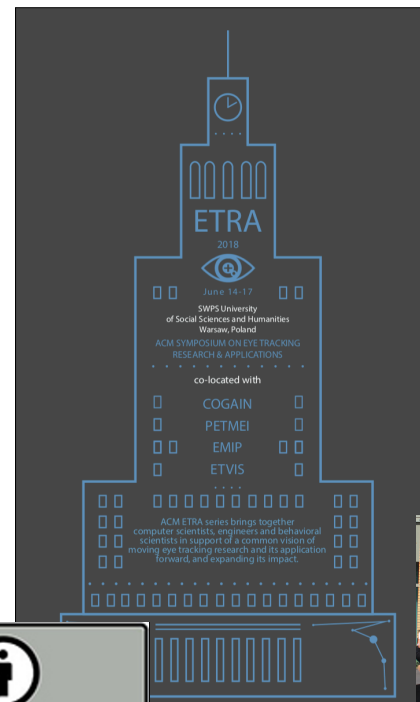 ETRA
2018
June 14-17
SWPS University
of Social Sciences and Humanities
Warsaw, Poland
ACM SYMPOSIUM ON EYE TRACKING
RESEARCH & APPLICATIONS
co-located with
COGAIN
PETMEI
EMIP
ETVIS
ACM ETRA series brings together
computer scientists, engineers and behavioral
scientists in support of a common vision of
moving eye tracking research and its application
forward, and expanding its impact.